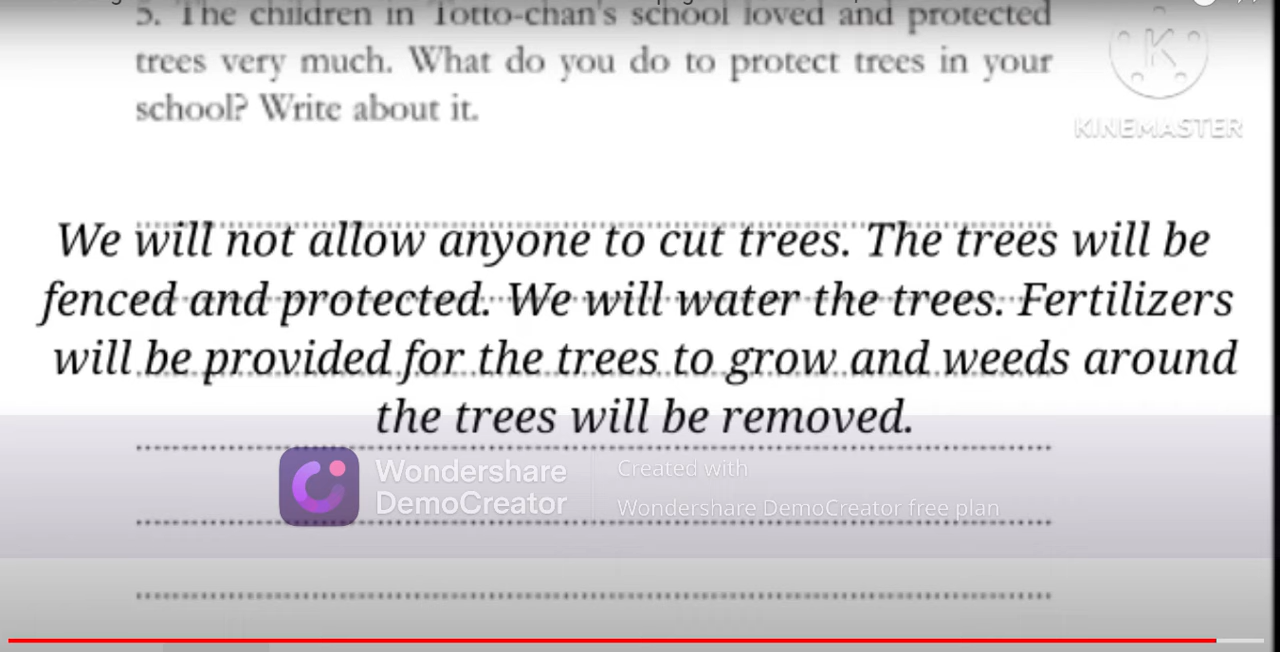 5. The children in Totto-chan's school loved and protected
trees very much. What do you do to protect trees in your
school? Write about it.
K
KINEMASTER
We will not allow anyone to cut trees. The trees will be
fenced and protected. We will water the trees. Fertilizers
will be provided for the trees to grow and weeds around
the trees will be removed.
Wondershare
DemoCreator
Created with
Wondershare DemoCreator free plan